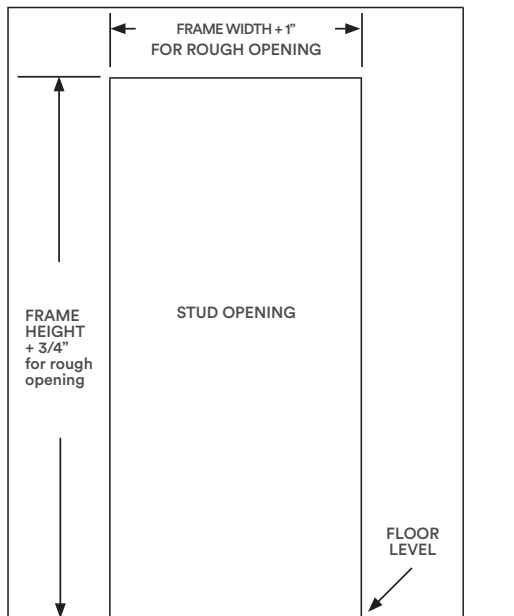 FRAME WIDTH + 1”
FOR ROUGH OPENING
STUD OPENING
FRAME
HEIGHT
+ 3/4”
for rough
opening
FLOOR
LEVEL